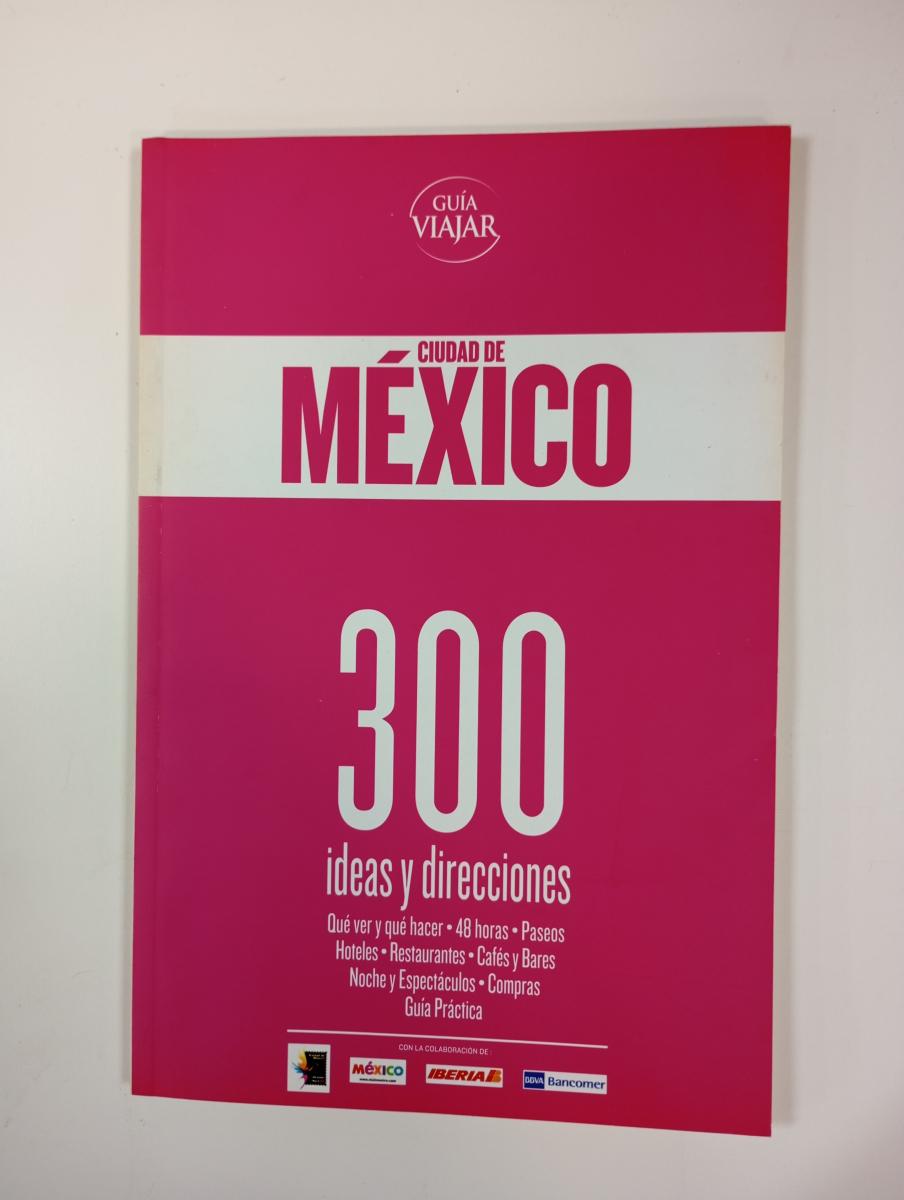 GUÍA
VIAJAR
CIUDAD DE
MÉXICO
300
ideas y direcciones
Qué ver y qué hacer • 48 horas • Paseos
Hoteles • Restaurantes • Cafés y Bares
Noche y Espectáculos • Compras
Guía Práctica
CON LA COLABORACIÓN DE :
MÉXICO
IBERIA
BBVA Bancomer